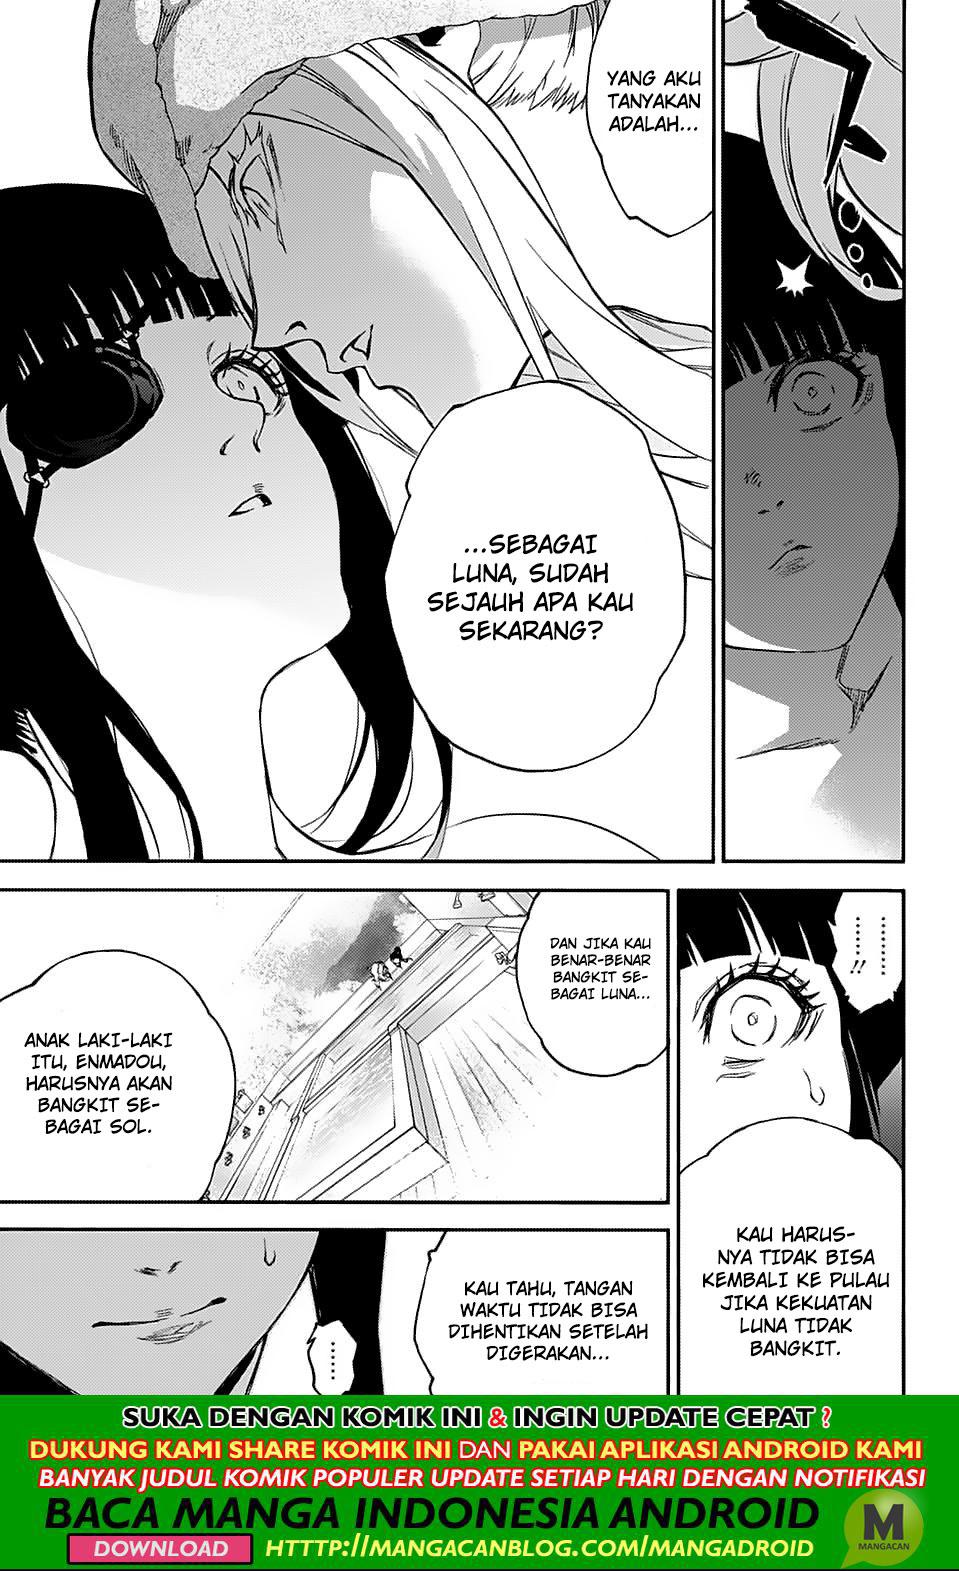 YANG AKU
TANYAKAN
ADALAH...
...SEBAGAI
LUNA, SUDAH
SEJAUH APA KAU
SEKARANG?
.......
.......!!
KAU HARUS-
NYA TIDAK BISA
KEMBALI KE PULAU
JIKA KEKUATAN
LUNA TIDAK
BANGKIT.
DAN JIKA KAU
BENAR-BENAR
BANGKIT SE-
BAGAI LUNA...
ANAK LAKI-LAKI
ITU, ENMADOU,
HARUSNYA AKAN
BANGKIT SE-
BAGAI SOL.
KAU TAHU, TANGAN
WAKTU TIDAK BISA
DIHENTIKAN SETELAH
DIGERAKAN...
.......
SUKA DENGAN KOMIK INI & INGIN UPDATE CEPAT ?
DUKUNG KAMI SHARE KOMIK INI DAN PAKAI APLIKASI ANDROID KAMI
BANYAK JUDUL KOMIK POPULER UPDATE SETIAP HARI DENGAN NOTIFIKASI
BACA MANGA INDONESIA ANDROID
DOWNLOAD HTTTP://MANGACANBLOG.COM/MANGADROID
M
MANGACAN